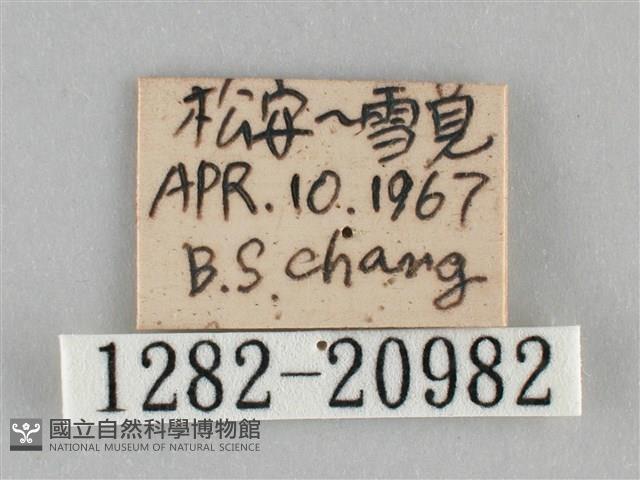 松安～雪見
APR.10.1967
B.S.chang
1282-20982
國立自然科學博物館
NATIONAL MUSEUM OF NATURAL SCIENCE